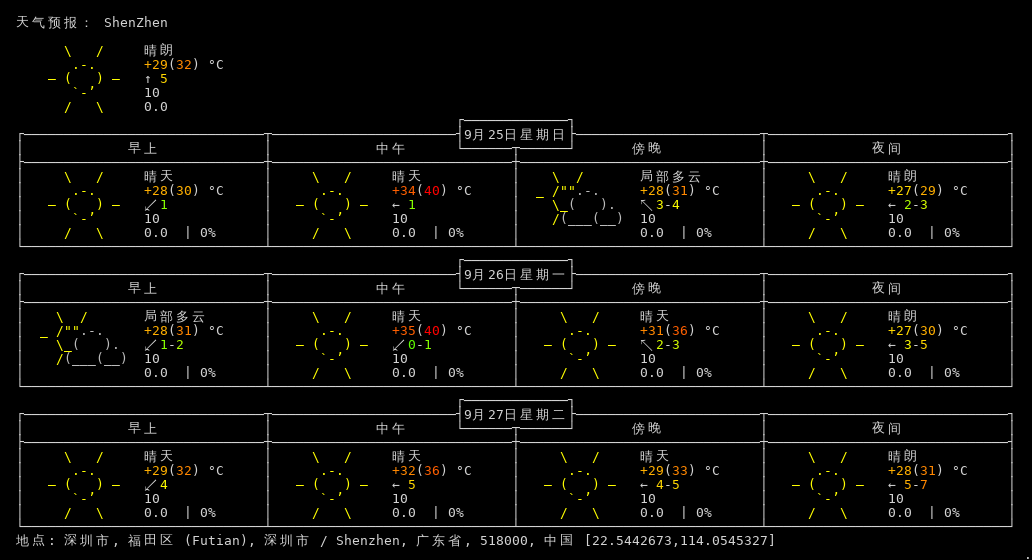 天气预报： ShenZhen
晴朗
+29(32) °C
↑ 5
10
0.0
9月25日星期日
早上 中午 傍晚 夜间
晴天 晴天 局部多云 晴朗
+28(30) °C +34(40) °C +28(31) °C +27(29) °C
↙ 1 ← 1 ↖ 3-4 ← 2-3
10 10 10 10
0.0 | 0% 0.0 | 0% 0.0 | 0% 0.0 | 0%
9月26日星期一
早上 中午 傍晚 夜间
局部多云 晴天 晴天 晴朗
+28(31) °C +35(40) °C +31(36) °C +27(30) °C
↙ 1-2 ↙ 0-1 ↖ 2-3 ← 3-5
10 10 10 10
0.0 | 0% 0.0 | 0% 0.0 | 0% 0.0 | 0%
9月27日星期二
早上 中午 傍晚 夜间
晴天 晴天 晴天 晴朗
+29(32) °C +32(36) °C +29(33) °C +28(31) °C
↙ 4 ← 5 ← 4-5 ← 5-7
10 10 10 10
0.0 | 0% 0.0 | 0% 0.0 | 0% 0.0 | 0%
地点: 深圳市, 福田区 (Futian), 深圳市 / Shenzhen, 广东省, 518000, 中国 [22.5442673,114.0545327]